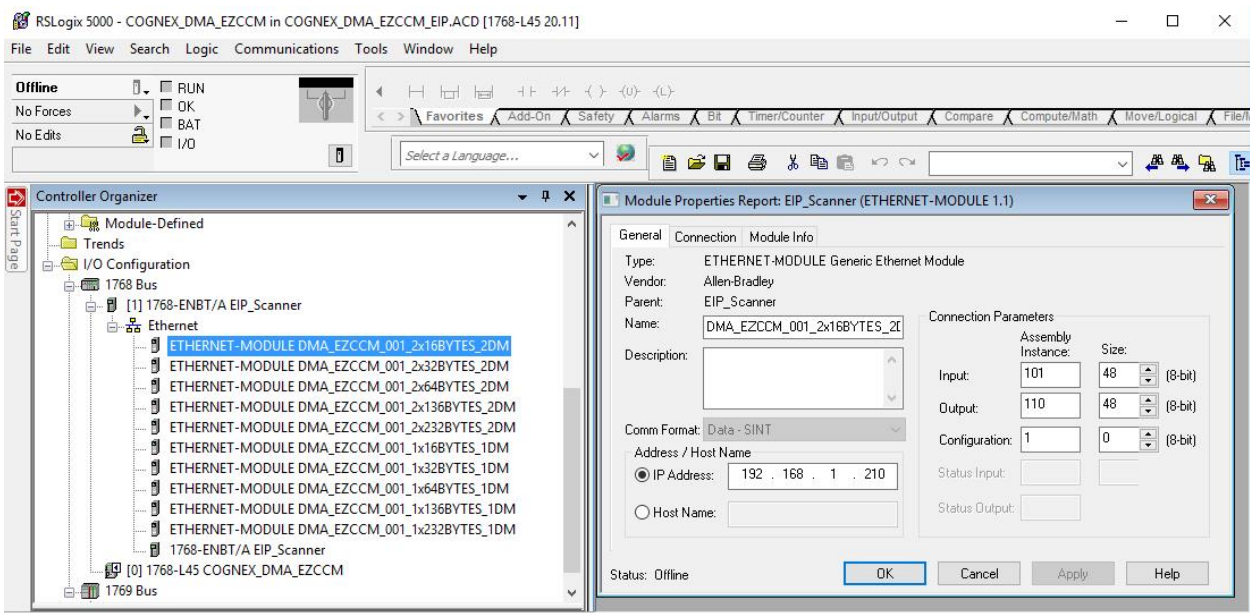 RSLogix 5000 - COGNEX_DMA_EZCCM in COGNEX_DMA_EZCCM_EIP.ACD [1768-L45 20.11]
File Edit View Search Logic Communications Tools Window Help
Offline
RUN
No Forces
OK
BAT
No Edits
I/O
Favorites Add-On Safety Alarms Bit Timer/Counter Input/Output Compare Compute/Math Move/Logical
Select a Language...
Start Page
Controller Organizer
Module-Defined
Trends
I/O Configuration
1768 Bus
[1] 1768-ENBT/A EIP_Scanner
Ethernet
ETHERNET-MODULE DMA_EZCCM_001_2x16BYTES_2DM
ETHERNET-MODULE DMA_EZCCM_001_2x32BYTES_2DM
ETHERNET-MODULE DMA_EZCCM_001_2x64BYTES_2DM
ETHERNET-MODULE DMA_EZCCM_001_2x136BYTES_2DM
ETHERNET-MODULE DMA_EZCCM_001_2x232BYTES_2DM
ETHERNET-MODULE DMA_EZCCM_001_1x16BYTES_1DM
ETHERNET-MODULE DMA_EZCCM_001_1x32BYTES_1DM
ETHERNET-MODULE DMA_EZCCM_001_1x64BYTES_1DM
ETHERNET-MODULE DMA_EZCCM_001_1x136BYTES_1DM
ETHERNET-MODULE DMA_EZCCM_001_1x232BYTES_1DM
1768-ENBT/A EIP_Scanner
[0] 1768-L45 COGNEX_DMA_EZCCM
1769 Bus
Module Properties Report: EIP_Scanner (ETHERNET-MODULE 1.1)
General Connection Module Info
Type: ETHERNET-MODULE Generic Ethernet Module
Vendor: Allen-Bradley
Parent: EIP_Scanner
Name: DMA_EZCCM_001_2x16BYTES_2D
Description:
Comm Format: Data - SINT
Address / Host Name
IP Address: 192 . 168 . 1 . 210
Host Name:
Connection Parameters
Assembly
Instance: Size:
Input: 101 48 (8-bit)
Output: 110 48 (8-bit)
Configuration: 1 0 (8-bit)
Status Input:
Status Output:
Status: Offline
OK Cancel Apply Help